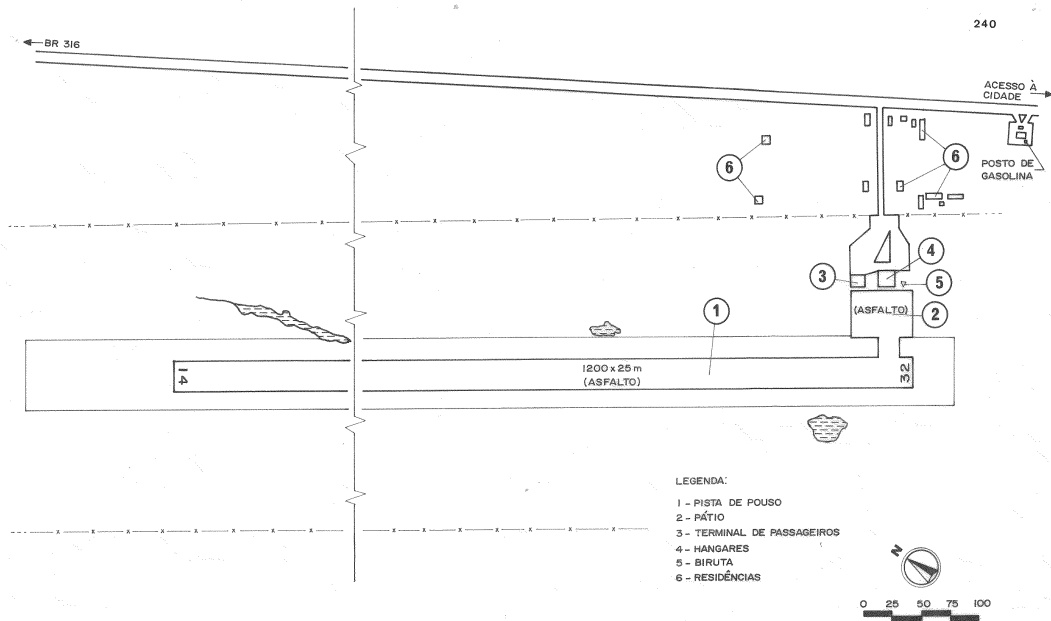 240
BR 316
ACESSO À
CIDADE
POSTO DE
GASOLINA
6
6
4
3
5
(ASFALTO)
2
1
1200 x 25 m
(ASFALTO)
14
32
LEGENDA:
1 - PISTA DE POUSO
2 - PÁTIO
3 - TERMINAL DE PASSAGEIROS
4 - HANGARES
5 - BIRUTA
6 - RESIDÊNCIAS
N
0 25 50 75 100